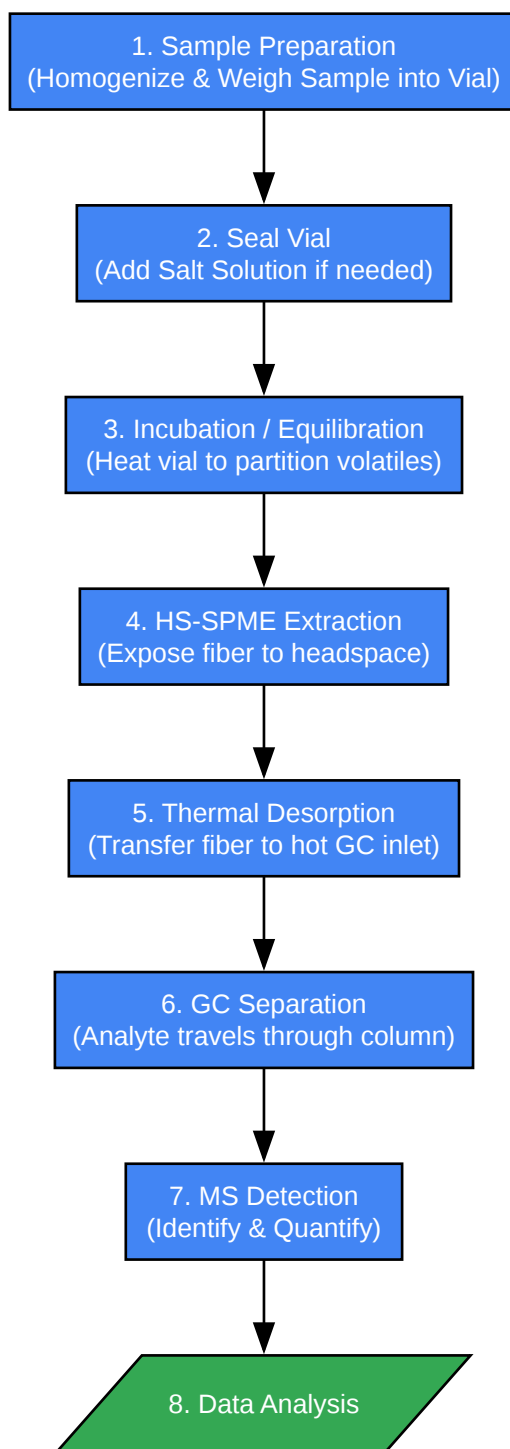 1. Sample Preparation
(Homogenize & Weigh Sample into Vial)
2. Seal Vial
(Add Salt Solution if needed)
3. Incubation / Equilibration
(Heat vial to partition volatiles)
4. HS-SPME Extraction
(Expose fiber to headspace)
5. Thermal Desorption
(Transfer fiber to hot GC inlet)
6. GC Separation
(Analyte travels through column)
7. MS Detection
(Identify & Quantify)
8. Data Analysis